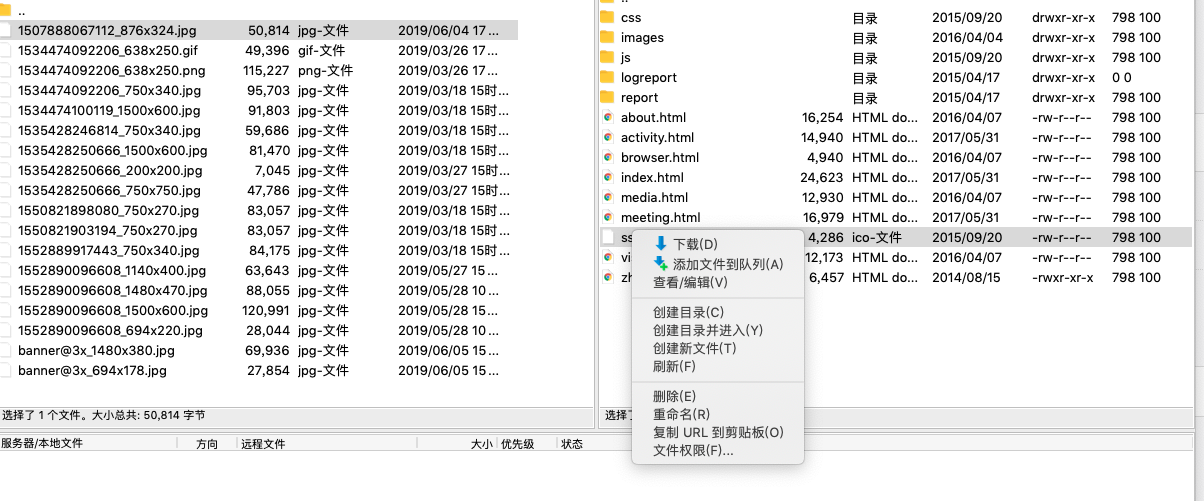 ..
1507888067112_876x324.jpg 50,814 jpg-文件 2019/06/04 17...
1534474092206_638x250.gif 49,396 gif-文件 2019/03/26 17...
1534474092206_638x250.png 115,227 png-文件 2019/03/26 17...
1534474092206_750x340.jpg 95,703 jpg-文件 2019/03/18 15时...
1534474100119_1500x600.jpg 91,803 jpg-文件 2019/03/18 15时...
1535428246814_750x340.jpg 59,686 jpg-文件 2019/03/18 15时...
1535428250666_1500x600.jpg 81,470 jpg-文件 2019/03/18 15时...
1535428250666_200x200.jpg 7,045 jpg-文件 2019/03/27 15时...
1535428250666_750x750.jpg 47,786 jpg-文件 2019/03/27 15时...
1550821898080_750x270.jpg 83,057 jpg-文件 2019/03/18 15时...
1550821903194_750x270.jpg 83,057 jpg-文件 2019/03/18 15时...
1552889917443_750x340.jpg 84,175 jpg-文件 2019/03/18 15时...
1552890096608_1140x400.jpg 63,643 jpg-文件 2019/05/27 15...
1552890096608_1480x470.jpg 88,055 jpg-文件 2019/05/28 10...
1552890096608_1500x600.jpg 120,991 jpg-文件 2019/05/28 10...
1552890096608_694x220.jpg 28,044 jpg-文件 2019/05/28 10...
banner@3x_1480x380.jpg 69,936 jpg-文件 2019/06/05 15...
banner@3x_694x178.jpg 27,854 jpg-文件 2019/06/05 15...
选择了 1 个文件。大小总共: 50,814 字节
css 目录 2015/09/20 drwxr-xr-x 798 100
images 目录 2016/04/04 drwxr-xr-x 798 100
js 目录 2015/09/20 drwxr-xr-x 798 100
logreport 目录 2015/04/17 drwxr-xr-x 0 0
report 目录 2015/04/17 drwxr-xr-x 798 100
about.html 16,254 HTML do... 2016/04/07 -rw-r--r-- 798 100
activity.html 14,940 HTML do... 2017/05/31 -rw-r--r-- 798 100
browser.html 4,940 HTML do... 2016/04/07 -rw-r--r-- 798 100
index.html 24,623 HTML do... 2017/05/31 -rw-r--r-- 798 100
media.html 12,930 HTML do... 2016/04/07 -rw-r--r-- 798 100
meeting.html 16,979 HTML do... 2017/05/31 -rw-r--r-- 798 100
4,286 ico-文件 2015/09/20 -rw-r--r-- 798 100
12,173 HTML do... 2016/04/07 -rw-r--r-- 798 100
6,457 HTML do... 2014/08/15 -rwxr-xr-x 798 100
选择了
下载(D)
添加文件到队列(A)
查看/编辑(V)
创建目录(C)
创建目录并进入(Y)
创建新文件(T)
刷新(F)
删除(E)
重命名(R)
复制 URL 到剪贴板(O)
文件权限(F)...
服务器/本地文件 方向 远程文件 大小 优先级 状态